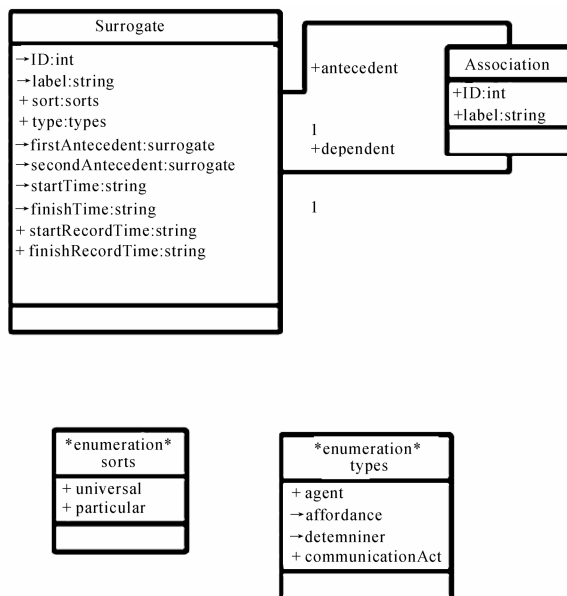 Surrogate
→ID:int
→label:string
+ sort:sorts
+ type:types
→firstAntecedent:surrogate
→secondAntecedent:surrogate
→startTime:string
→finishTime:string
+ startRecordTime:string
+ finishRecordTime:string
+antecedent
1
+dependent
1
Association
+ID:int
+label:string
*enumeration*
sorts
+ universal
+ particular
*enumeration*
types
+ agent
→affordance
→detemniner
+ communicationAct